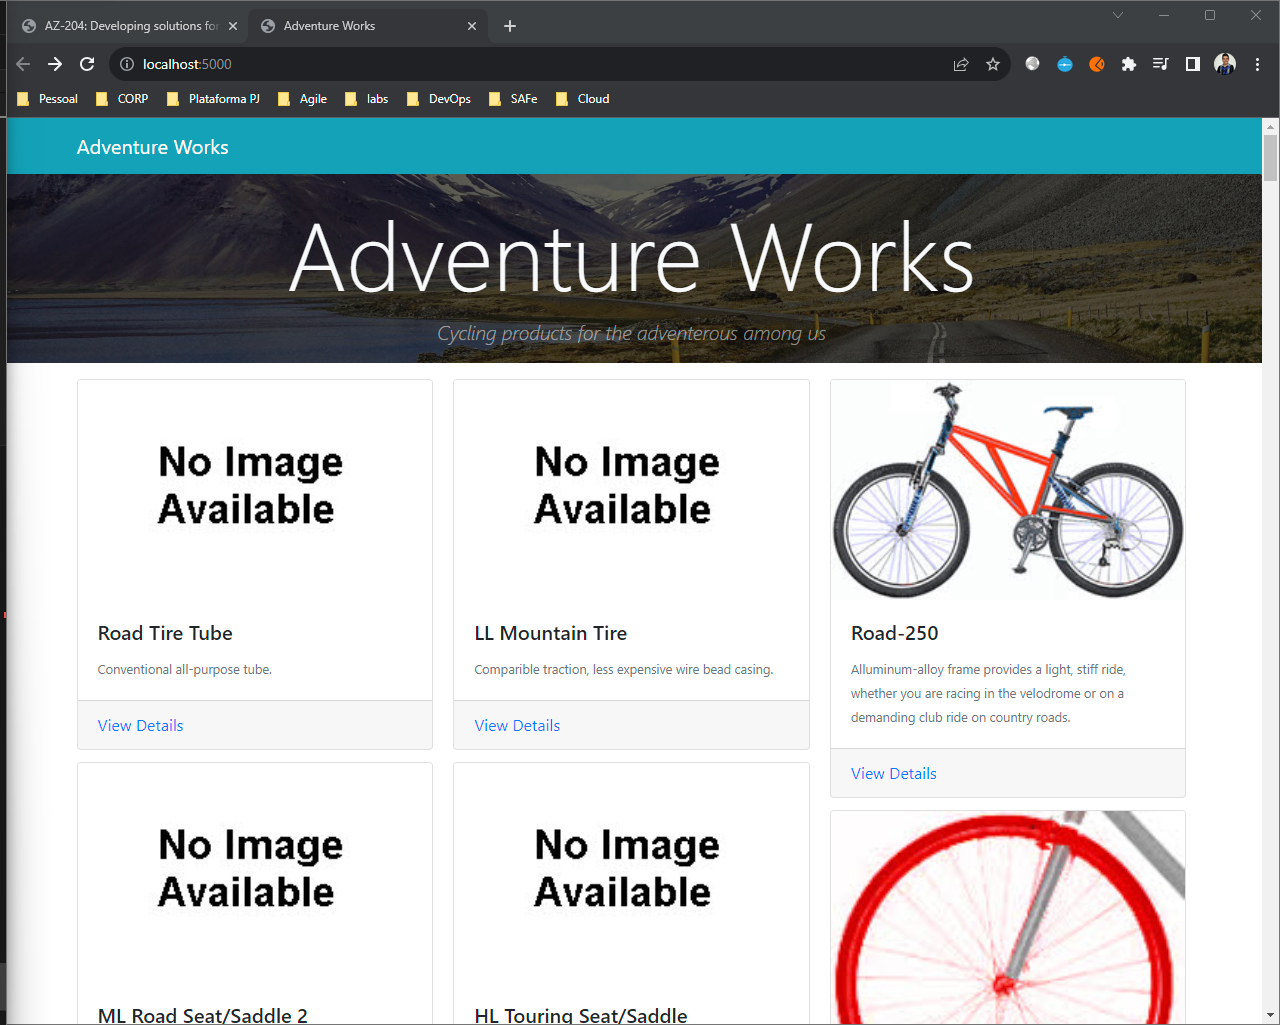 AZ-204: Developing solutions for
Adventure Works
localhost:5000
Pessoal
CORP
Plataforma PJ
Agile
labs
DevOps
SAFe
Cloud
Adventure Works
Adventure Works
Cycling products for the adventerous among us
No Image
Available
Road Tire Tube
Conventional all-purpose tube.
View Details
No Image
Available
LL Mountain Tire
Comparible traction, less expensive wire bead casing.
View Details
Road-250
Alluminum-alloy frame provides a light, stiff ride,
whether you are racing in the velodrome or on a
demanding club ride on country roads.
View Details
No Image
Available
ML Road Seat/Saddle 2
No Image
Available
HL Touring Seat/Saddle